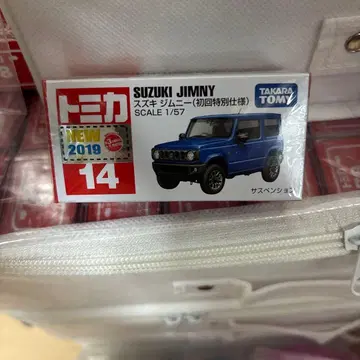 トミカ
NEW
2019
14
SUZUKI JIMNY
スズキ ジムニー(初回特別仕様)
SCALE 1/57
TAKARA
TOMY
サスペンション